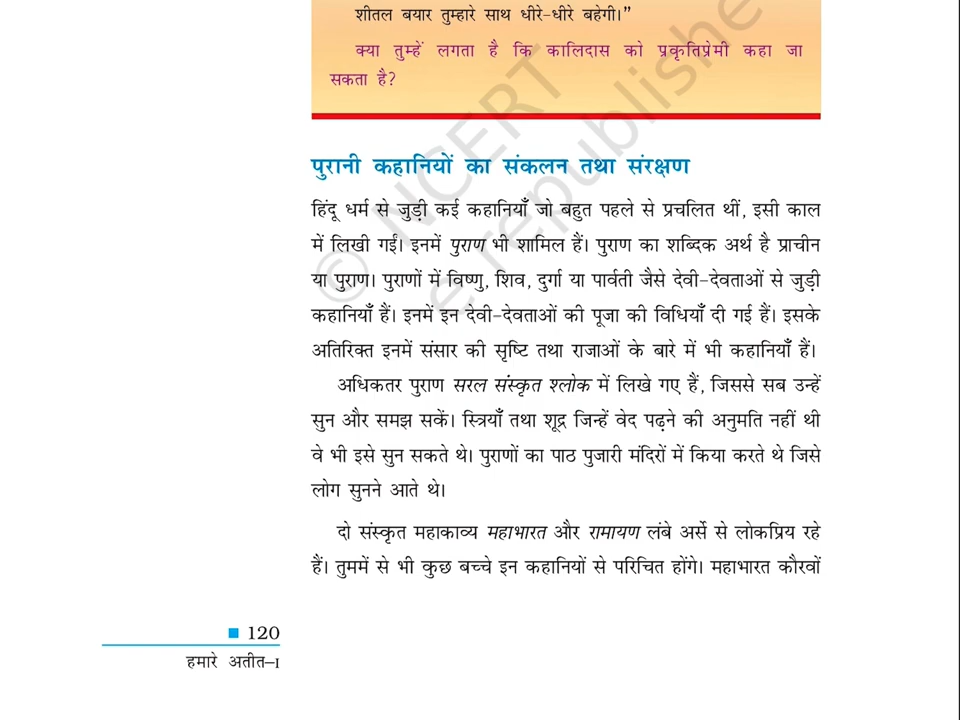 शीतल बयार तुम्हारे साथ धीरे-धीरे बहेगी।”
क्या तुम्हें लगता है कि कालिदास को प्रकृतिप्रेमी कहा जा
सकता है?
पुरानी कहानियों का संकलन तथा संरक्षण
हिंदू धर्म से जुड़ी कई कहानियाँ जो बहुत पहले से प्रचलित थीं, इसी काल
में लिखी गईं। इनमें पुराण भी शामिल हैं। पुराण का शब्दिक अर्थ है प्राचीन
या पुराण। पुराणों में विष्णु, शिव, दुर्गा या पार्वती जैसे देवी-देवताओं से जुड़ी
कहानियाँ हैं। इनमें इन देवी-देवताओं की पूजा की विधियाँ दी गई हैं। इसके
अतिरिक्त इनमें संसार की सृष्टि तथा राजाओं के बारे में भी कहानियाँ हैं।
अधिकतर पुराण सरल संस्कृत श्लोक में लिखे गए हैं, जिससे सब उन्हें
सुन और समझ सकें। स्त्रियाँ तथा शूद्र जिन्हें वेद पढ़ने की अनुमति नहीं थी
वे भी इसे सुन सकते थे। पुराणों का पाठ पुजारी मंदिरों में किया करते थे जिसे
लोग सुनने आते थे।
दो संस्कृत महाकाव्य महाभारत और रामायण लंबे अर्से से लोकप्रिय रहे
हैं। तुममें से भी कुछ बच्चे इन कहानियों से परिचित होंगे। महाभारत कौरवों
120
हमारे अतीत–I
© NCERT
e republishe